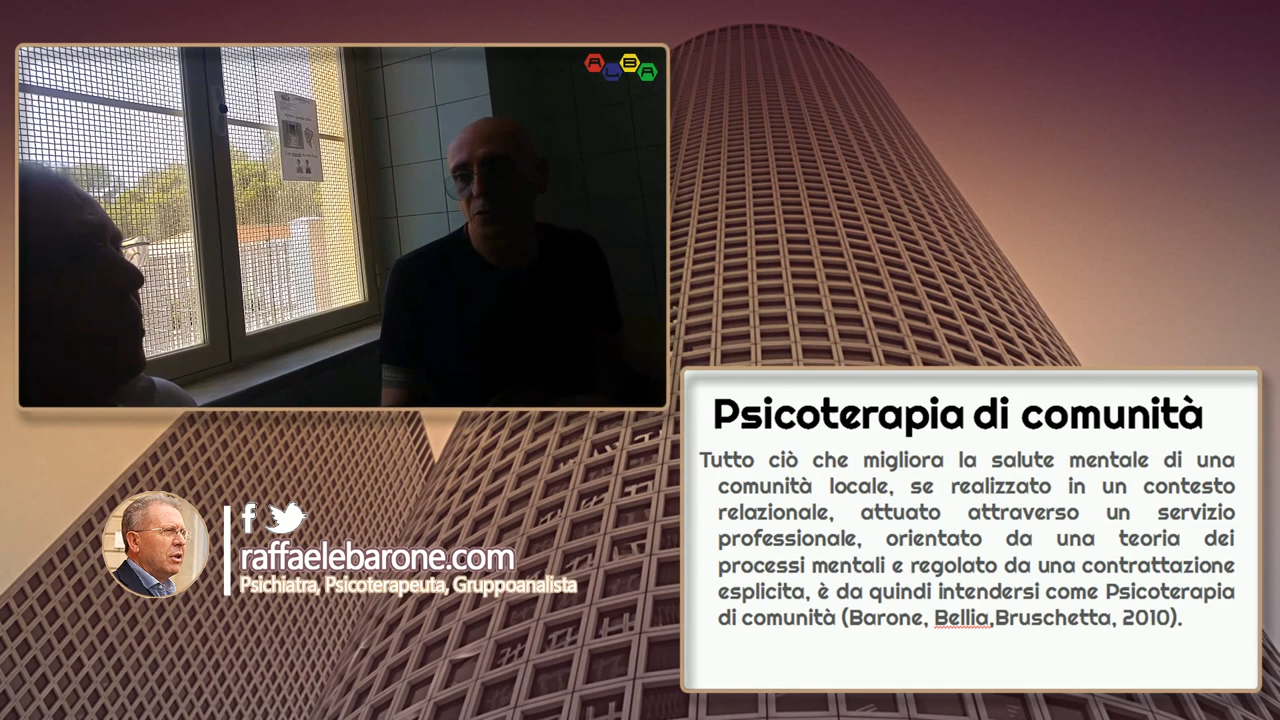 ALBA
Psicoterapia di comunità
Tutto ciò che migliora la salute mentale di una
comunità locale, se realizzato in un contesto
relazionale, attuato attraverso un servizio
professionale, orientato da una teoria dei
processi mentali e regolato da una contrattazione
esplicita, è da quindi intendersi come Psicoterapia
di comunità (Barone, Bellia,Bruschetta, 2010).
raffaelebarone.com
Psichiatra, Psicoterapeuta, Gruppoanalista